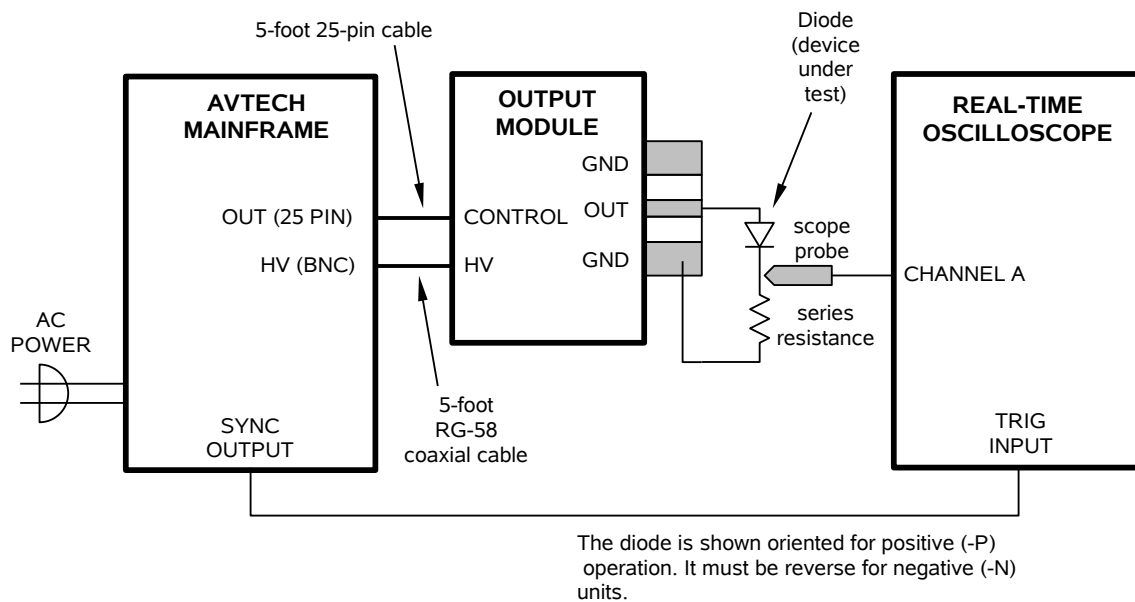 5-foot 25-pin cable
Diode
(device
under
test)
AVTECH
MAINFRAME
OUTPUT
MODULE
REAL-TIME
OSCILLOSCOPE
GND
OUT (25 PIN)
CONTROL
OUT
HV (BNC)
HV
GND
scope
probe
CHANNEL A
series
resistance
AC
POWER
5-foot
RG-58
coaxial cable
SYNC
OUTPUT
TRIG
INPUT
The diode is shown oriented for positive (-P)
operation. It must be reverse for negative (-N)
units.